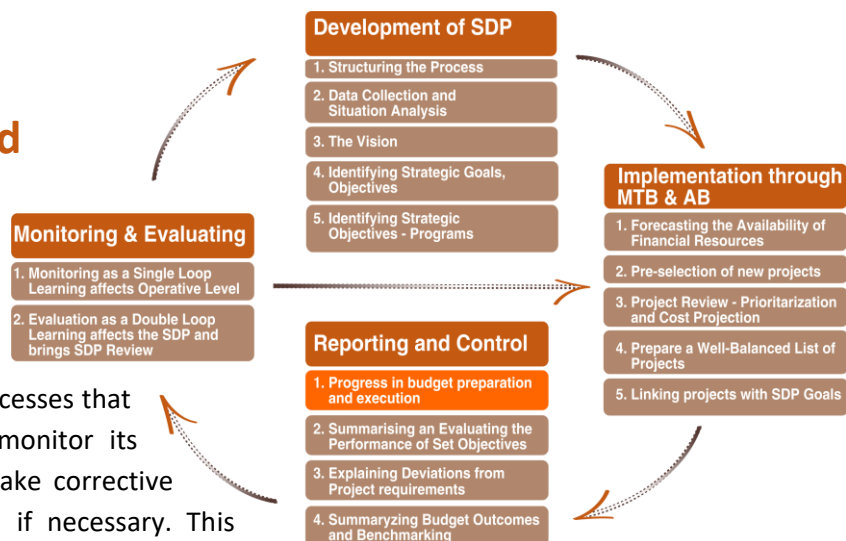 Development of SDP
1. Structuring the Process
2. Data Collection and
Situation Analysis
3. The Vision
4. Identifying Strategic Goals,
Objectives
5. Identifying Strategic
Objectives - Programs
d
Implementation through
MTB & AB
1. Forecasting the Availability of
Financial Resources
2. Pre-selection of new projects
3. Project Review - Prioritarization
and Cost Projection
4. Prepare a Well-Balanced List of
Projects
5. Linking projects with SDP Goals
Monitoring & Evaluating
1. Monitoring as a Single Loop
Learning affects Operative Level
2. Evaluation as a Double Loop
Learning affects the SDP and
brings SDP Review
Reporting and Control
1. Progress in budget preparation
and execution
2. Summarising an Evaluating the
Performance of Set Objectives
3. Explaining Deviations from
Project requirements
4. Summaryzing Budget Outcomes
and Benchmarking
cesses that
monitor its
ake corrective
if necessary. This